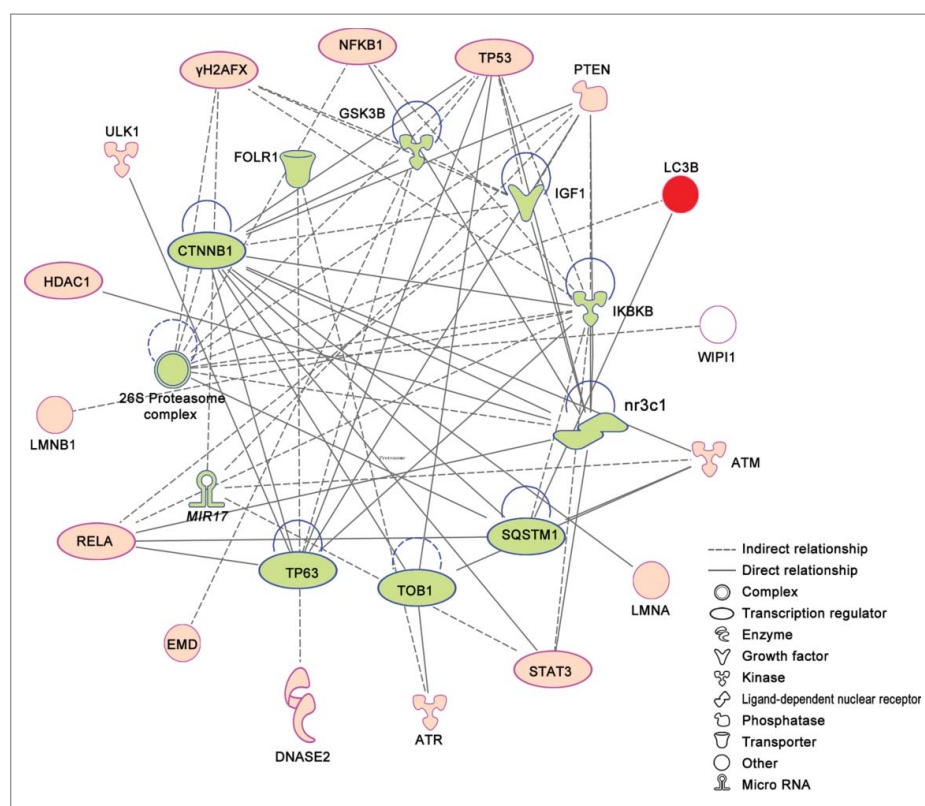 NFKB1
γH2AFX
TP53
PTEN
GSK3B
ULK1
FOLR1
LC3B
IGF1
CTNNB1
HDAC1
IKBKB
WIPI1
26S Proteasome
complex
nr3c1
LMNB1
ATM
Proteasome
MIR17
RELA
SQSTM1
TP63
TOB1
LMNA
EMD
STAT3
DNASE2
ATR
Indirect relationship
Direct relationship
Complex
Transcription regulator
Enzyme
Growth factor
Kinase
Ligand-dependent nuclear receptor
Phosphatase
Transporter
Other
Micro RNA